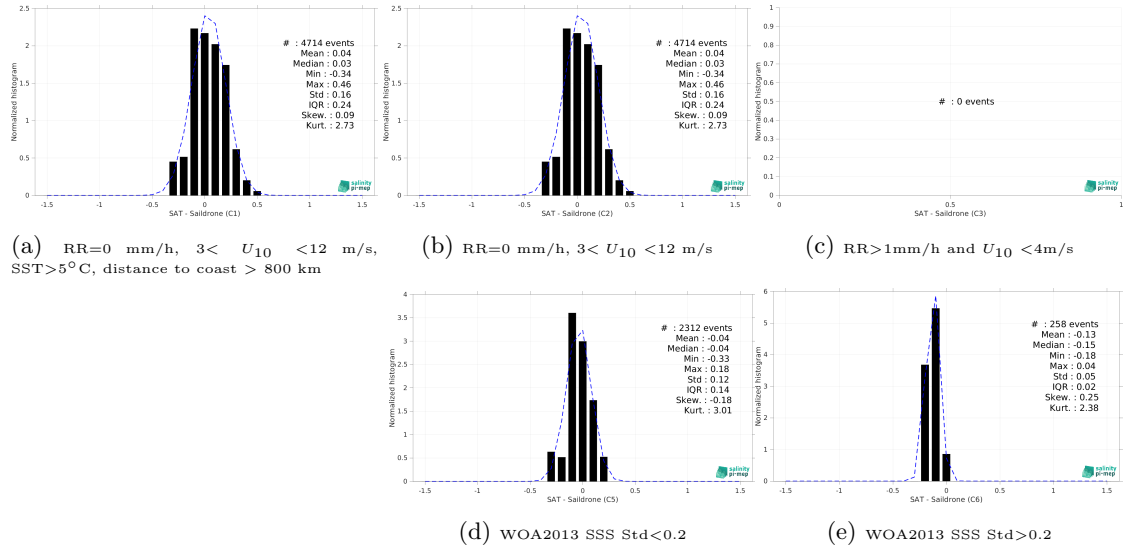 2.5
2
1.5
1
0.5
0
Normalized histogram
# : 4714 events
Mean : 0.04
Median : 0.03
Min : -0.34
Max : 0.46
Std : 0.16
IQR : 0.24
Skew. : 0.09
Kurt. : 2.73
salinity
pi-mep
-1.5 -1 -0.5 0 0.5 1 1.5
SAT - Saildrone (C1)
(a) RR=0 mm/h, 3< U10 <12 m/s,
SST>5°C, distance to coast > 800 km
2.5
2
1.5
1
0.5
0
Normalized histogram
# : 4714 events
Mean : 0.04
Median : 0.03
Min : -0.34
Max : 0.46
Std : 0.16
IQR : 0.24
Skew. : 0.09
Kurt. : 2.73
salinity
pi-mep
-1.5 -1 -0.5 0 0.5 1 1.5
SAT - Saildrone (C2)
(b) RR=0 mm/h, 3< U10 <12 m/s
1
0.9
0.8
0.7
0.6
0.5
0.4
0.3
0.2
0.1
0
Normalized histogram
# : 0 events
salinity
pi-mep
0 0.5 1
SAT - Saildrone (C3)
(c) RR>1mm/h and U10 <4m/s
4
3.5
3
2.5
2
1.5
1
0.5
0
Normalized histogram
# : 2312 events
Mean : -0.04
Median : -0.04
Min : -0.33
Max : 0.18
Std : 0.12
IQR : 0.14
Skew. : -0.18
Kurt. : 3.01
salinity
pi-mep
-1.5 -1 -0.5 0 0.5 1 1.5
SAT - Saildrone (C5)
(d) WOA2013 SSS Std<0.2
6
5
4
3
2
1
0
Normalized histogram
# : 258 events
Mean : -0.13
Median : -0.15
Min : -0.18
Max : 0.04
Std : 0.05
IQR : 0.02
Skew. : 0.25
Kurt. : 2.38
salinity
pi-mep
-1.5 -1 -0.5 0 0.5 1 1.5
SAT - Saildrone (C6)
(e) WOA2013 SSS Std>0.2